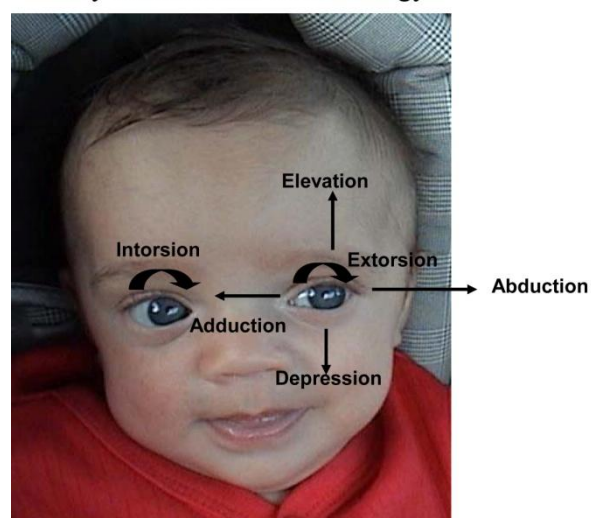 Elevation
Intorsion
Extorsion
Abduction
Adduction
Depression